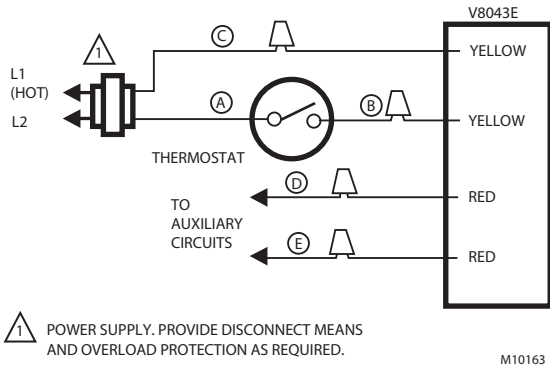 V8043E
C
YELLOW
1
L1
(HOT)
A
B
YELLOW
L2
THERMOSTAT
D
RED
TO
AUXILIARY
CIRCUITS
E
RED
1 POWER SUPPLY. PROVIDE DISCONNECT MEANS
AND OVERLOAD PROTECTION AS REQUIRED.
M10163